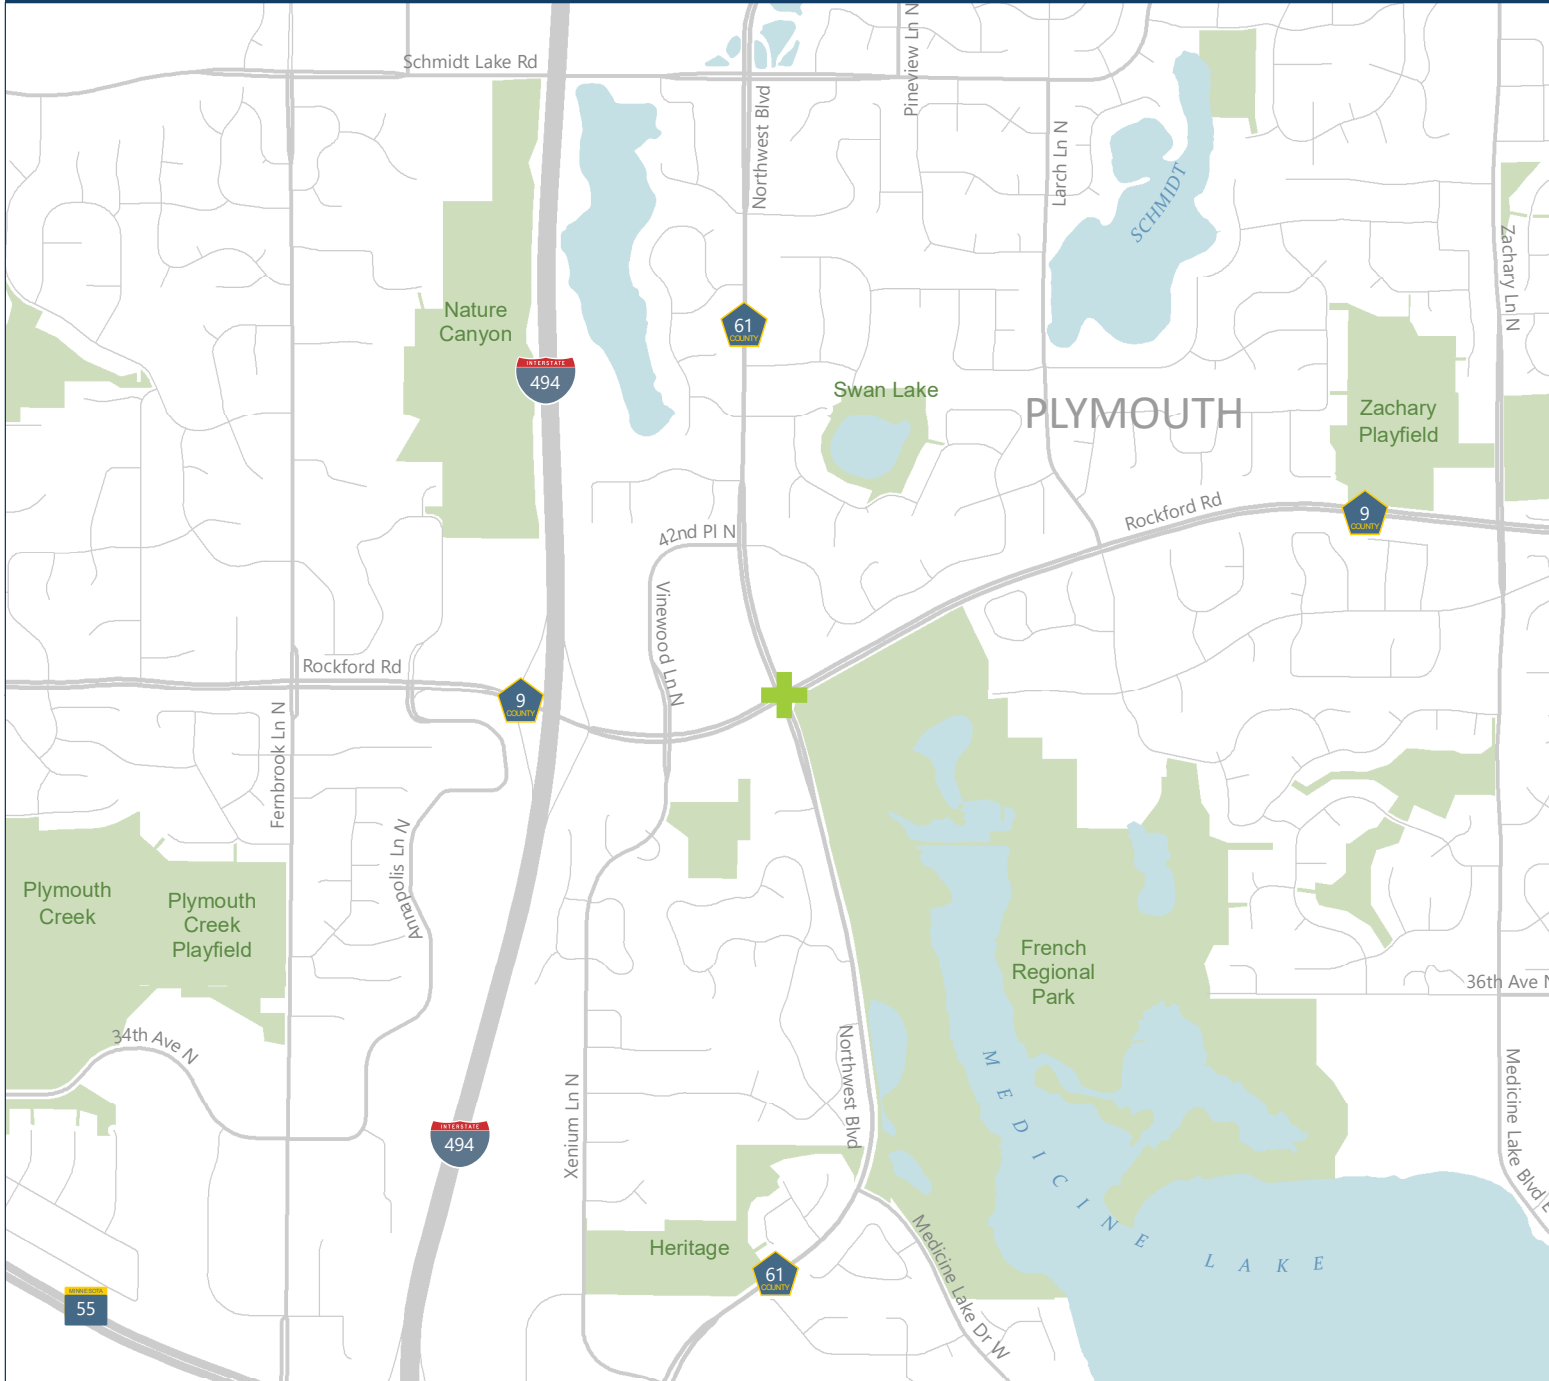 Schmidt Lake Rd
Pineview Ln N
Northwest Blvd
Larch Ln N
SCHMIDT
Zachary Ln N
Nature
Canyon
61
COUNTY
INTERSTATE
494
Swan Lake
PLYMOUTH
Zachary
Playfield
Rockford Rd
9
COUNTY
42nd Pl N
Vinewood Ln N
Rockford Rd
9
COUNTY
Fernbrook Ln N
Annapolis Ln N
Plymouth
Creek
Plymouth
Creek
Playfield
French
Regional
Park
36th Ave N
34th Ave N
Northwest Blvd
MEDICINE LAKE
Medicine Lake Blvd E
Xenium Ln N
INTERSTATE
494
Heritage
Medicine Lake Dr W
61
COUNTY
MINNESOTA
55